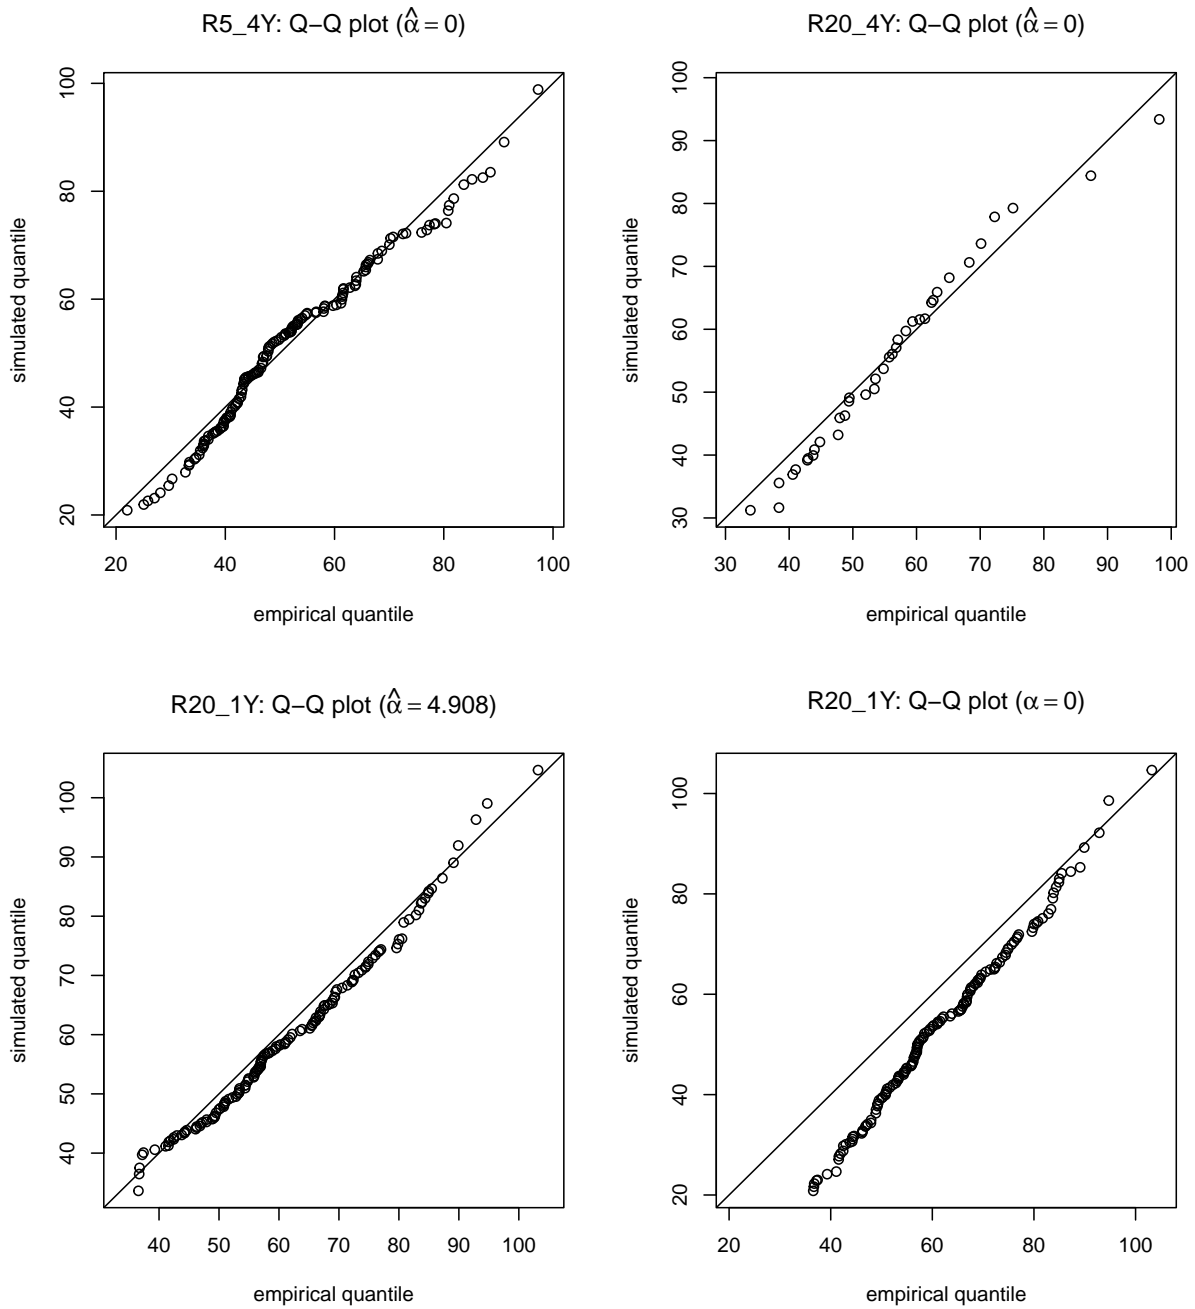 R5_4Y: Q−Q plot (α̂ = 0)
simulated quantile
100
80
60
40
20
20 40 60 80 100
empirical quantile
R20_4Y: Q−Q plot (α̂ = 0)
simulated quantile
100
90
80
70
60
50
40
30
30 40 50 60 70 80 90 100
empirical quantile
R20_1Y: Q−Q plot (α̂ = 4.908)
simulated quantile
100
90
80
70
60
50
40
40 50 60 70 80 90 100
empirical quantile
R20_1Y: Q−Q plot (α = 0)
simulated quantile
100
80
60
40
20
20 40 60 80 100
empirical quantile